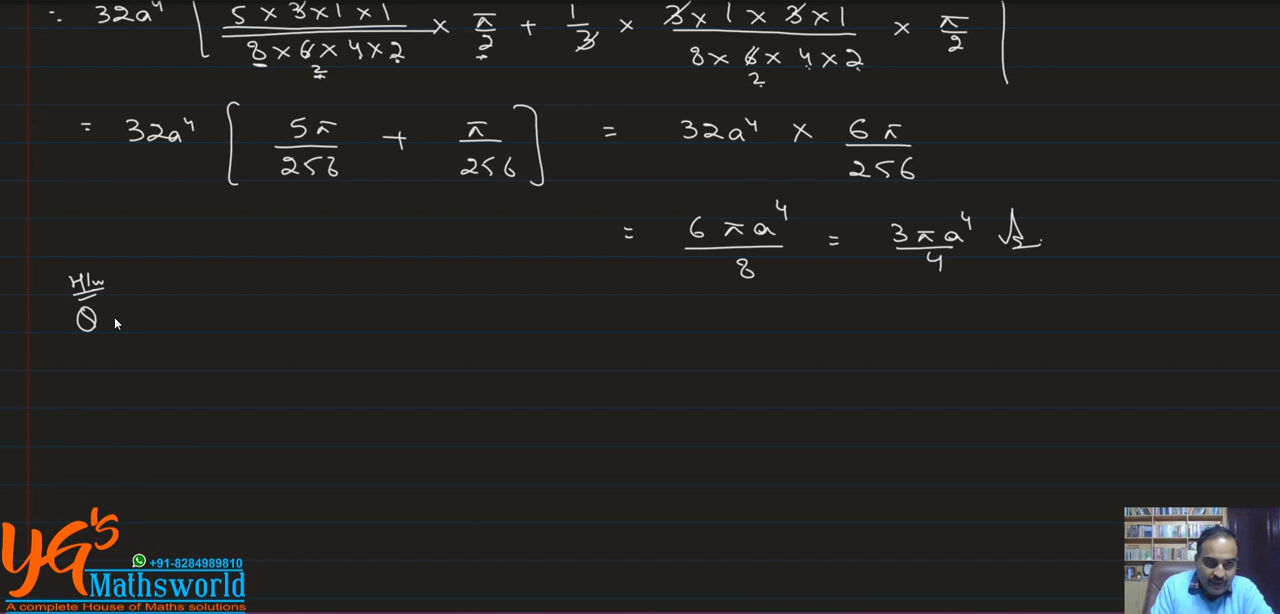 = 32a⁴ [ 5 × 3 × 1 × 1 / 8 × 6 × 4 × 2 × π/2 + 1/3 × 3 × 1 × 3 × 1 / 8 × 6 × 4 × 2 × π/2 ]
2 2
= 32a⁴ [ 5π/256 + π/256 ] = 32a⁴ × 6π/256
= 6πa⁴/8 = 3πa⁴/4
H/w
Q
YG's
+91-8284989810
Mathsworld
A complete House of Maths solutions